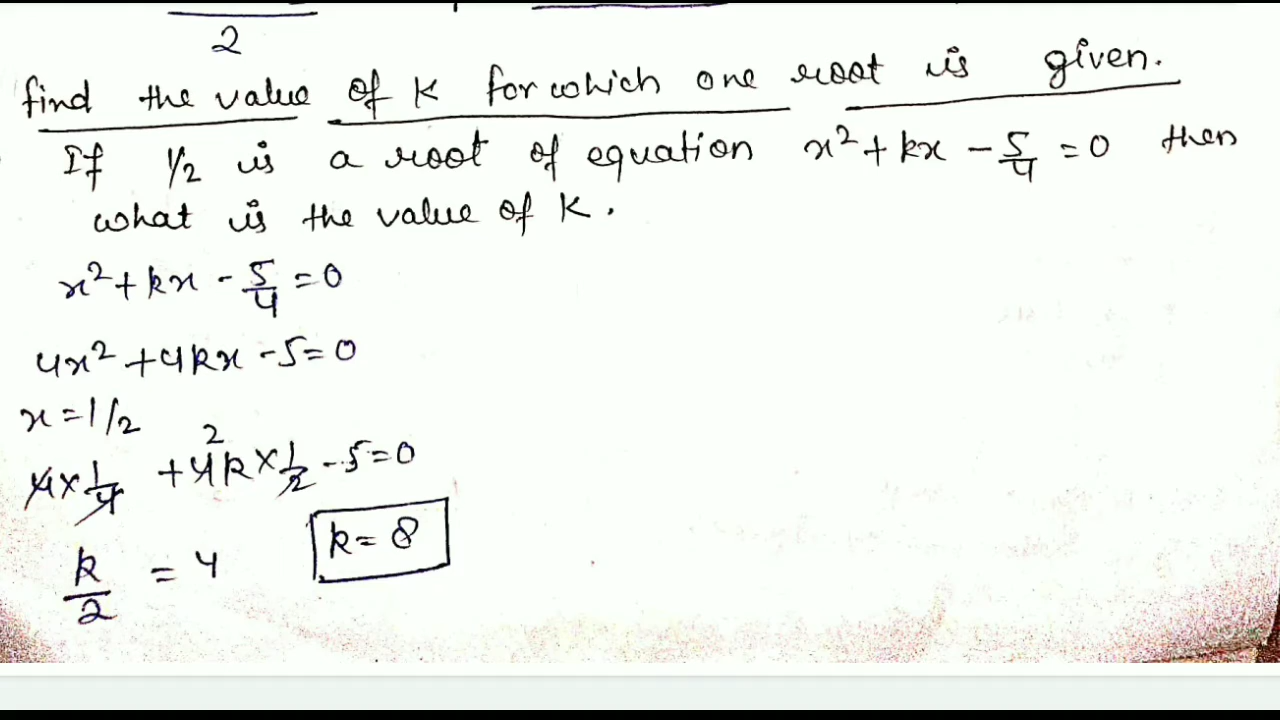 2
find the value of K for which one root is given.
If 1/2 is a root of equation x² + kx - 5/4 = 0 then
what is the value of K.
x² + kx - 5/4 = 0
4x² + 4kx - 5 = 0
x = 1/2
4 × 1/4 + 4k × 1/2 - 5 = 0
2
k/2 = 4
k = 8